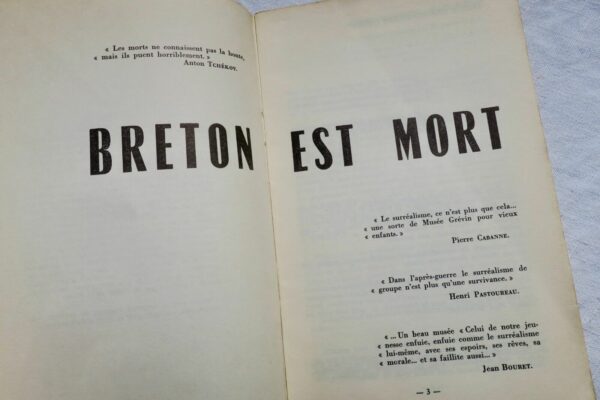 « Les morts ne connaissent pas la honte,
« mais ils puent horriblement. »
Anton TCHÉKOV.
BRETON EST MORT
« Le surréalisme, ce n'est plus que cela...
« une sorte de Musée Grévin pour vieux
« enfants. »
Pierre CABANNE.
« Dans l'après-guerre le surréalisme de
« groupe n'est plus qu'une survivance. »
Henri PASTOUREAU.
« ...Un beau musée « Celui de notre jeu-
« nesse enfuie, enfuie comme le surréalisme
« lui-même, avec ses espoirs, ses rêves, sa
« morale... et sa faillite aussi... »
Jean BOURET.
— 3 —